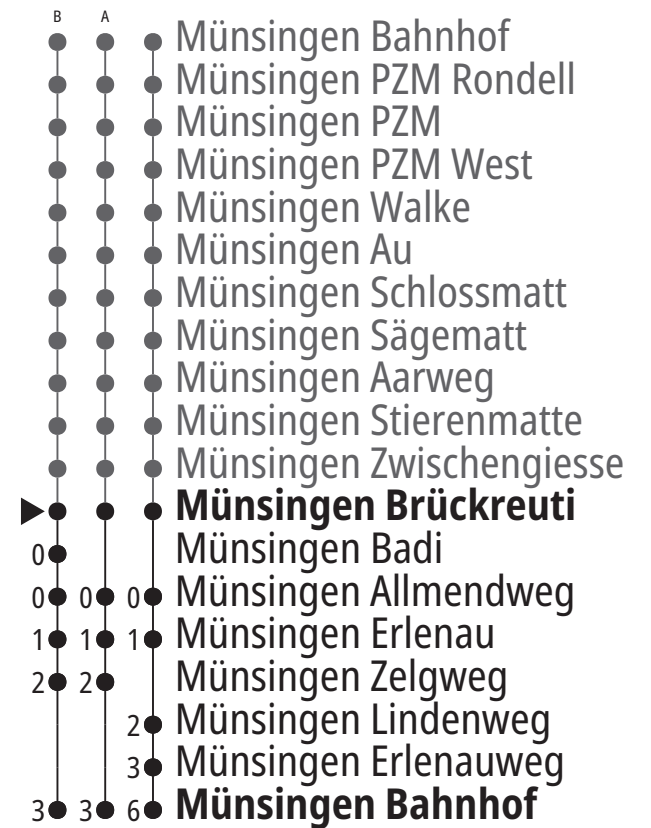 B A
Münsingen Bahnhof
Münsingen PZM Rondell
Münsingen PZM
Münsingen PZM West
Münsingen Walke
Münsingen Au
Münsingen Schlossmatt
Münsingen Sägematt
Münsingen Aarweg
Münsingen Stierenmatte
Münsingen Zwischengiesse
Münsingen Brückreuti
0 Münsingen Badi
0 0 0 Münsingen Allmendweg
1 1 1 Münsingen Erlenau
2 2 Münsingen Zelgweg
2 Münsingen Lindenweg
3 Münsingen Erlenauweg
3 3 6 Münsingen Bahnhof